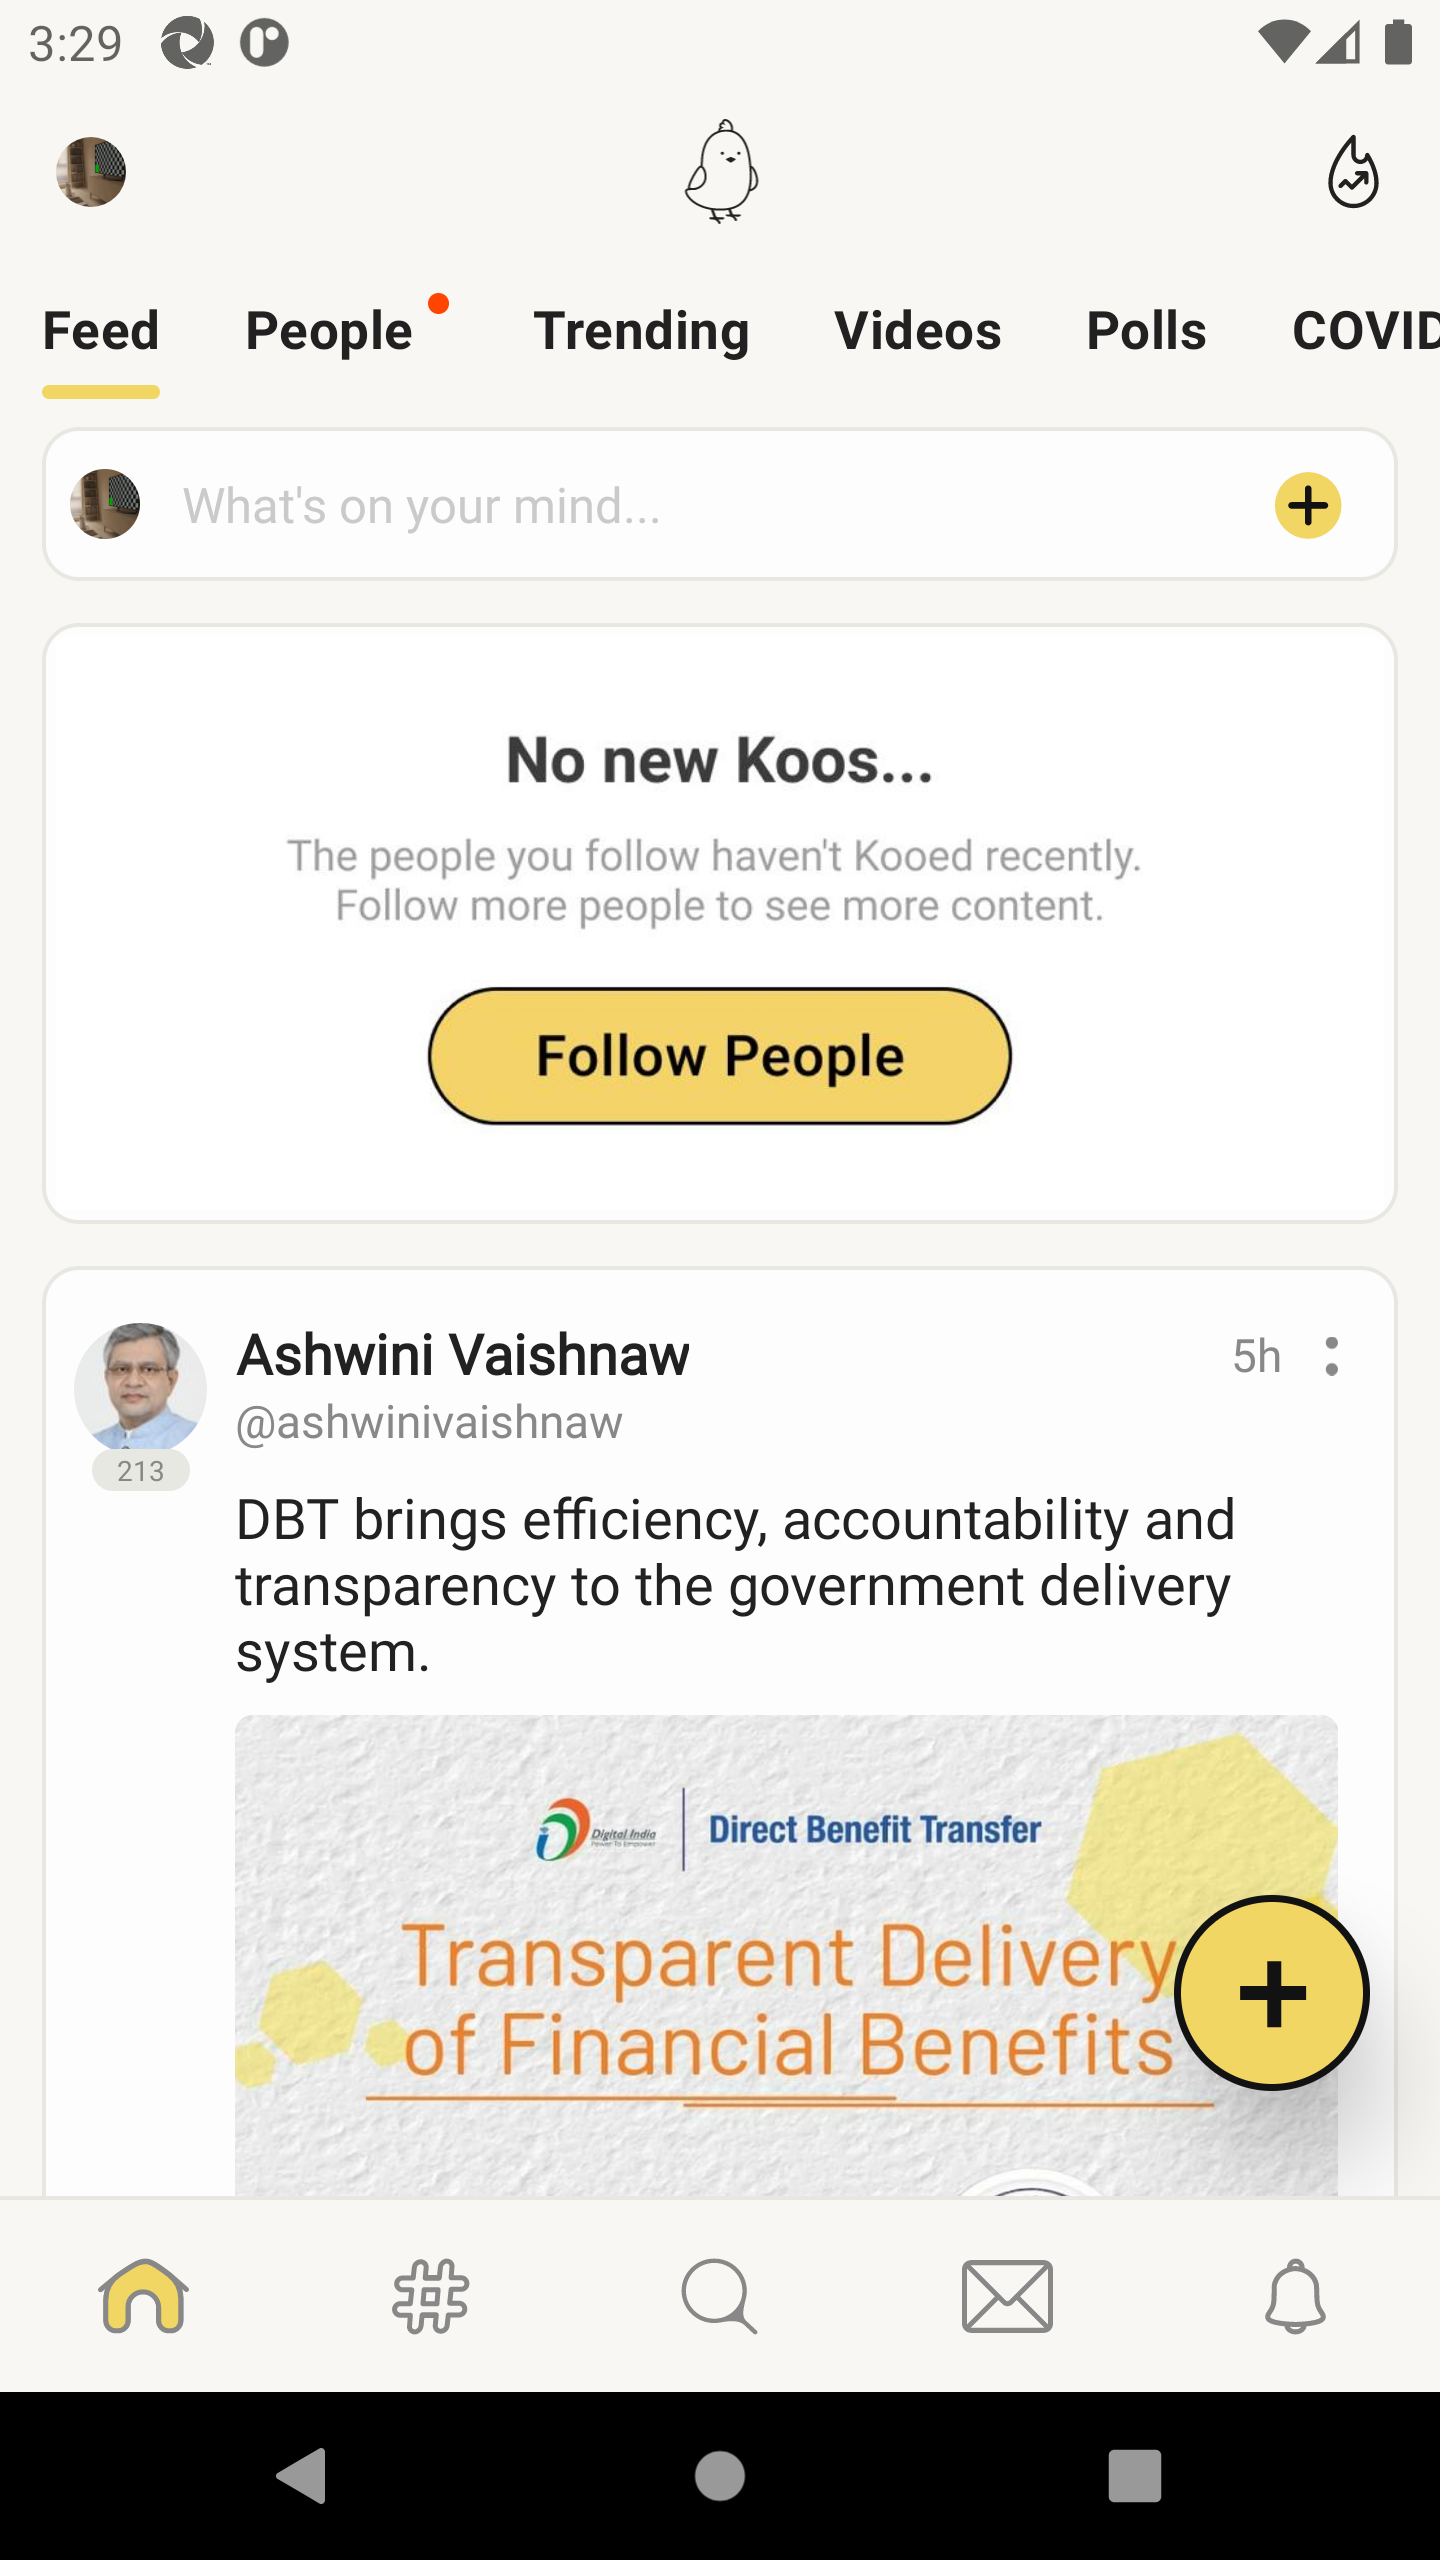 3:29
Feed People Trending Videos Polls COVID
What's on your mind...
No new Koos...
The people you follow haven't Kooed recently.
Follow more people to see more content.
Follow People
Ashwini Vaishnaw 5h
@ashwinivaishnaw
213
DBT brings efficiency, accountability and
transparency to the government delivery
system.
Digital India
Power To Empower
Direct Benefit Transfer
Transparent Delivery
of Financial Benefits